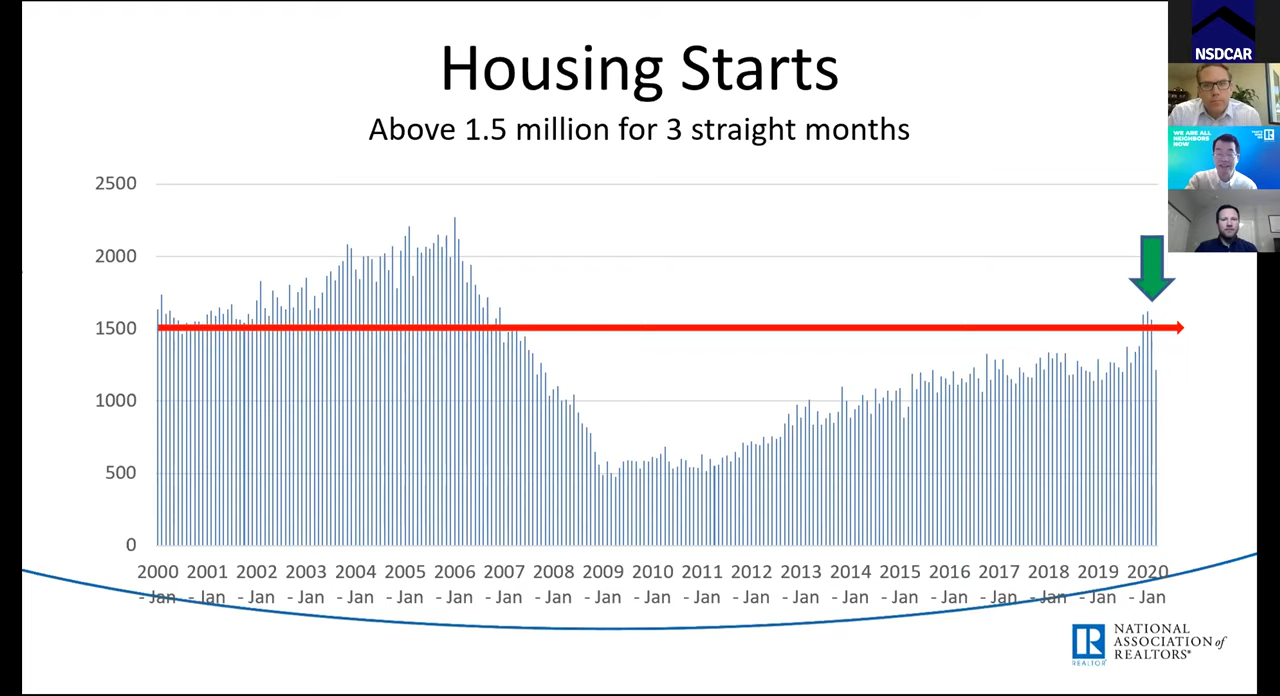 Housing Starts
Above 1.5 million for 3 straight months
NSDCAR
WE ARE ALL
NEIGHBORS
NOW
2500
2000
1500
1000
500
0
2000 2001 2002 2003 2004 2005 2006 2007 2008 2009 2010 2011 2012 2013 2014 2015 2016 2017 2018 2019 2020
- Jan - Jan - Jan - Jan - Jan - Jan - Jan - Jan - Jan - Jan - Jan - Jan - Jan - Jan - Jan - Jan - Jan - Jan - Jan - Jan - Jan
NATIONAL
ASSOCIATION of
REALTORS®
REALTOR®